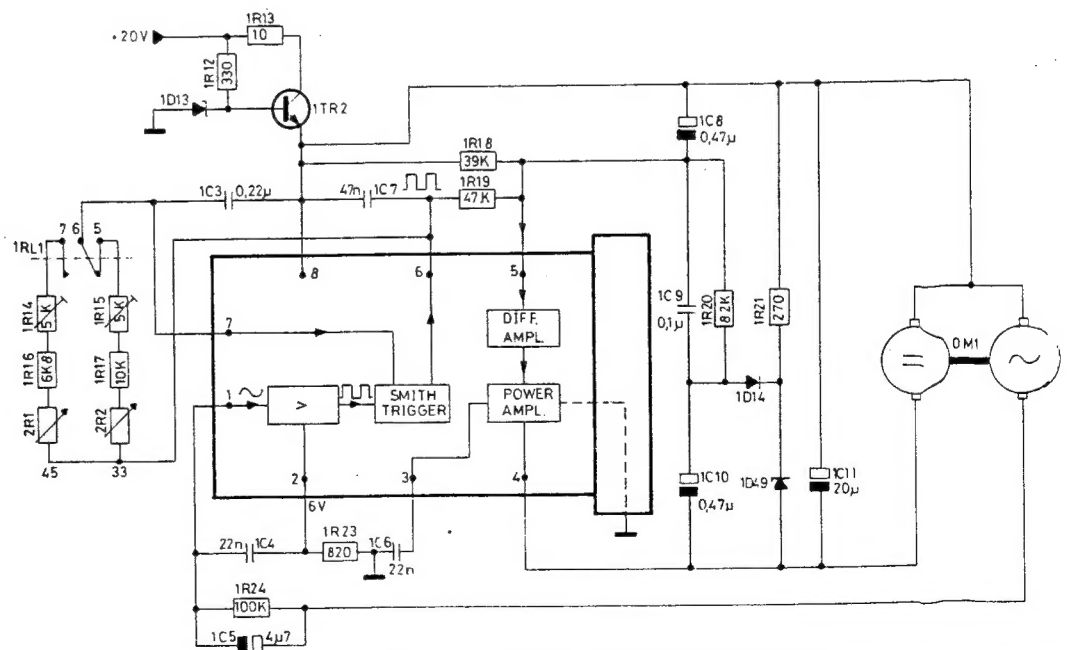 1R13
+20V
10
1R12
330
1D13
1TR2
1C8
0,47µ
1R18
39K
1C3
0,22µ
47n
1C7
1R19
47K
7
6
5
1RL1
8
6
5
1R14
5K
1R15
5K
7
DIFF.
AMPL.
1C9
0,1µ
1R20
82K
1R21
270
0M1
1R16
6K8
1R17
10K
1
>
SMITH
TRIGGER
POWER
AMPL.
1D14
2R1
2R2
45
33
2
3
4
6V
1C10
0,47µ
1D49
1C11
20µ
22n
1C4
1R23
820
1C6
22n
1R24
100K
1C5
4µ7